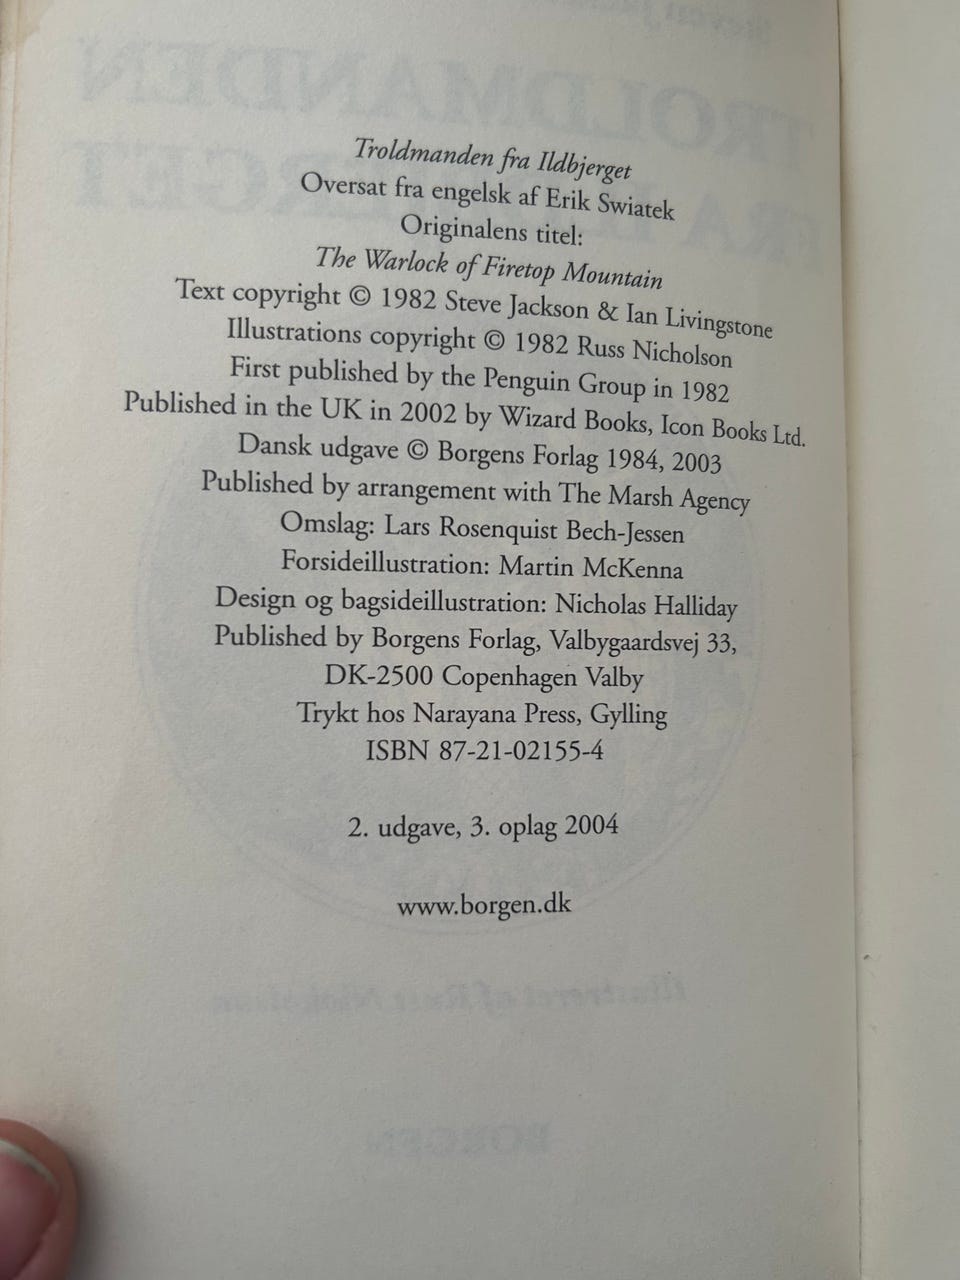 Troldmanden fra Ildbjerget
Oversat fra engelsk af Erik Swiatek
Originalens titel:
The Warlock of Firetop Mountain
Text copyright © 1982 Steve Jackson & Ian Livingstone
Illustrations copyright © 1982 Russ Nicholson
First published by the Penguin Group in 1982
Published in the UK in 2002 by Wizard Books, Icon Books Ltd.
Dansk udgave © Borgens Forlag 1984, 2003
Published by arrangement with The Marsh Agency
Omslag: Lars Rosenquist Bech-Jessen
Forsideillustration: Martin McKenna
Design og bagsideillustration: Nicholas Halliday
Published by Borgens Forlag, Valbygaardsvej 33,
DK-2500 Copenhagen Valby
Trykt hos Narayana Press, Gylling
ISBN 87-21-02155-4
2. udgave, 3. oplag 2004
www.borgen.dk